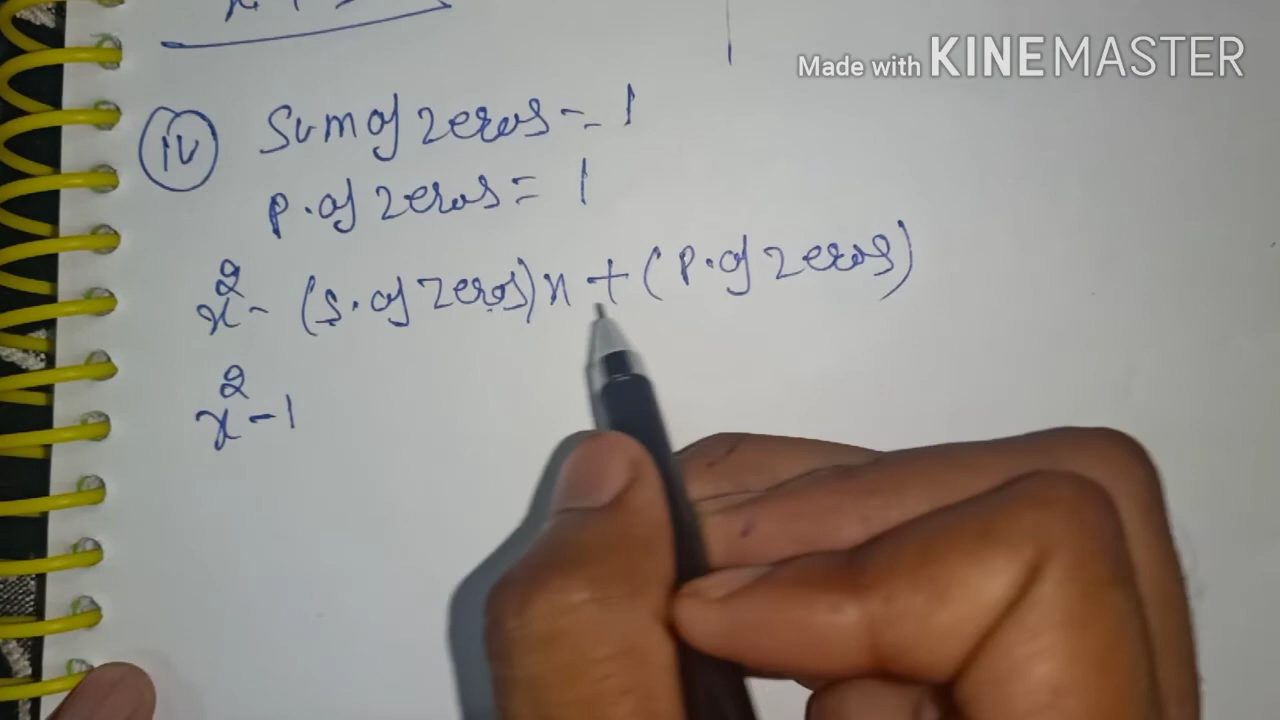 Made with KINEMASTER
(iv) Sum of zeros = 1
p. of zeros = 1
x² - (s. of zeros)x + (p. of zeros)
x² - 1